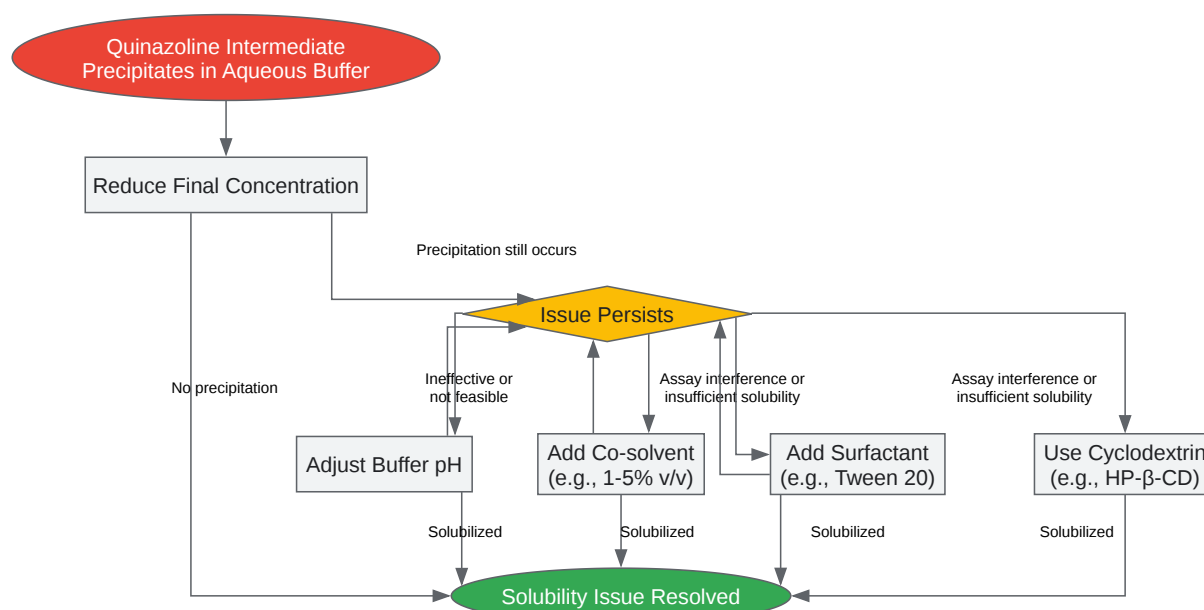 Quinazoline Intermediate
Precipitates in Aqueous Buffer
Reduce Final Concentration
Precipitation still occurs
Issue Persists
No precipitation
Ineffective or
not feasible
Assay interference or
insufficient solubility
Assay interference or
insufficient solubility
Adjust Buffer pH
Add Co-solvent
(e.g., 1-5% v/v)
Add Surfactant
(e.g., Tween 20)
Use Cyclodextrin
(e.g., HP-β-CD)
Solubilized
Solubilized
Solubilized
Solubilized
Solubility Issue Resolved